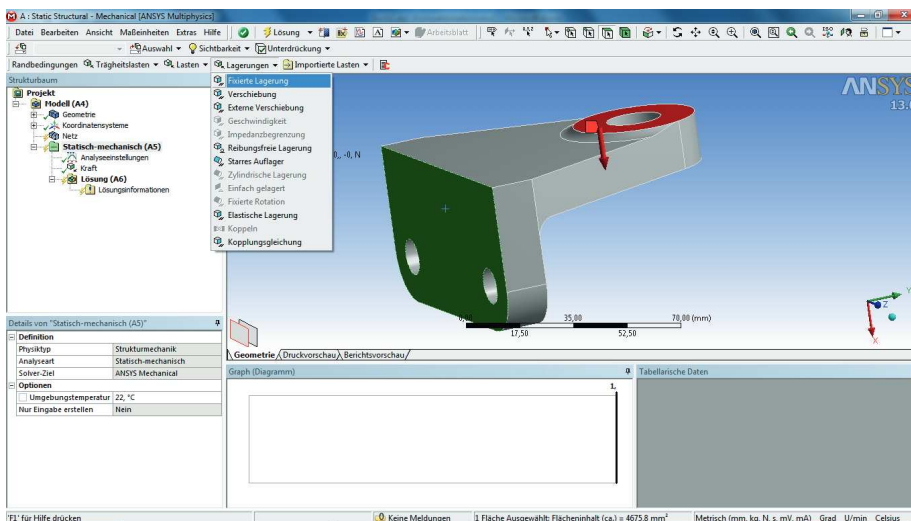 A : Static Structural - Mechanical [ANSYS Multiphysics]
Datei Bearbeiten Ansicht Maßeinheiten Extras Hilfe Lösung Arbeitsblatt
Auswahl Sichtbarkeit Unterdrückung
Randbedingungen Trägheitslasten Lasten Lagerungen Importierte Lasten
Strukturbaum
Projekt
Modell (A4)
Geometrie
Koordinatensysteme
Netz
Statisch-mechanisch (A5)
Analyseeinstellungen
Kraft
Lösung (A6)
Lösungsinformationen
Fixierte Lagerung
Verschiebung
Externe Verschiebung
Geschwindigkeit
Impedanzbegrenzung
Reibungsfreie Lagerung
Starres Auflager
Zylindrische Lagerung
Einfach gelagert
Fixierte Rotation
Elastische Lagerung
Koppeln
Kopplungsgleichung
0,, -0, N
ANSYS
13.0
0,00 35,00 70,00 (mm)
17,50 52,50
Y
Z
X
Details von "Statisch-mechanisch (A5)"
Definition
Physiktyp Strukturmechanik
Analyseart Statisch-mechanisch
Solver-Ziel ANSYS Mechanical
Optionen
Umgebungstemperatur 22, °C
Nur Eingabe erstellen Nein
Geometrie Druckvorschau Berichtsvorschau
Graph (Diagramm)
1,
Tabellarische Daten
'F1' für Hilfe drücken
Keine Meldungen
1 Fläche Ausgewählt: Flächeninhalt (ca.) = 4675,8 mm²
Metrisch (mm, kg, N, s, mV, mA) Grad U/min Celsius